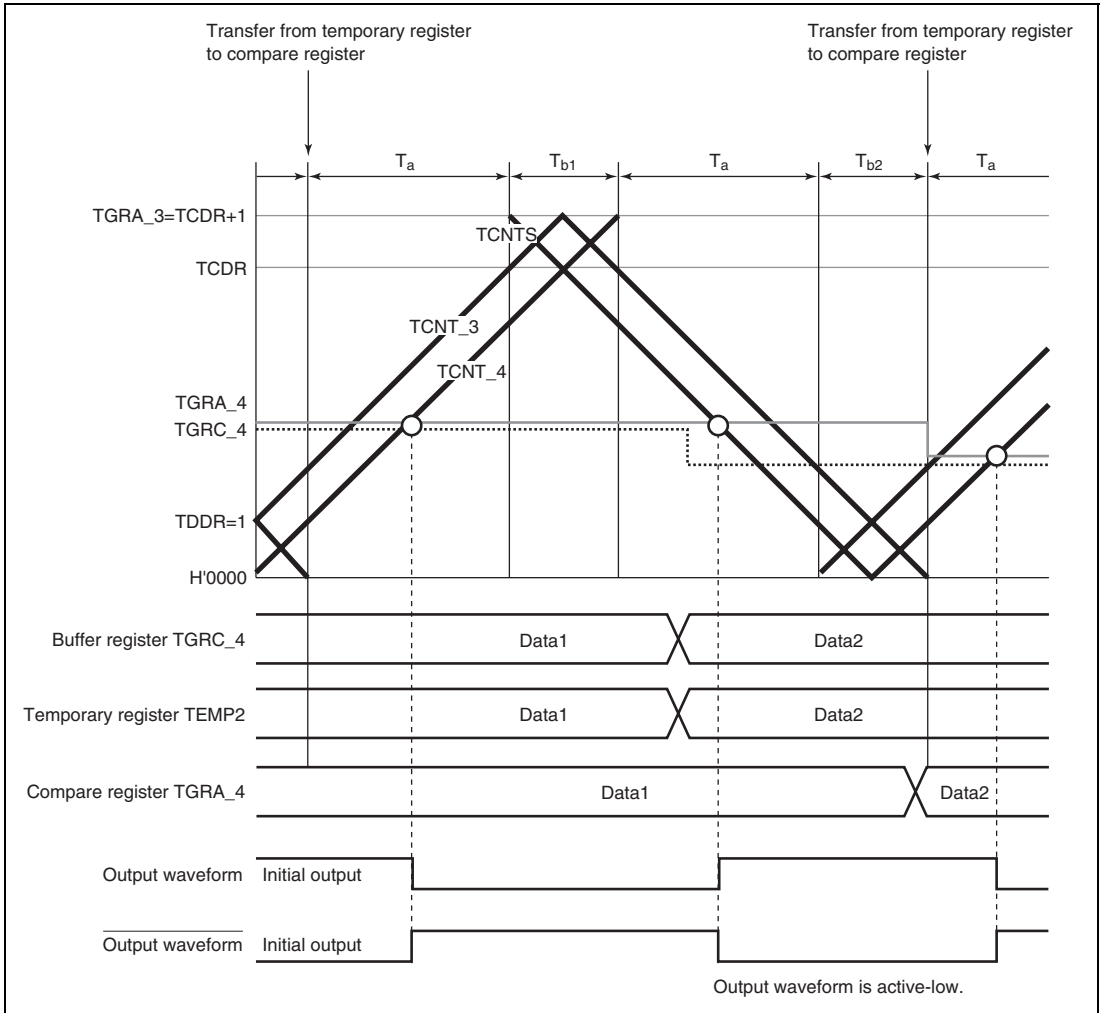 Transfer from temporary register
to compare register
Transfer from temporary register
to compare register
Ta
Tb1
Ta
Tb2
Ta
TGRA_3=TCDR+1
TCNTS
TCDR
TCNT_3
TCNT_4
TGRA_4
TGRC_4
TDDR=1
H'0000
Buffer register TGRC_4
Data1
Data2
Temporary register TEMP2
Data1
Data2
Compare register TGRA_4
Data1
Data2
Output waveform
Initial output
Output waveform
Initial output
Output waveform is active-low.